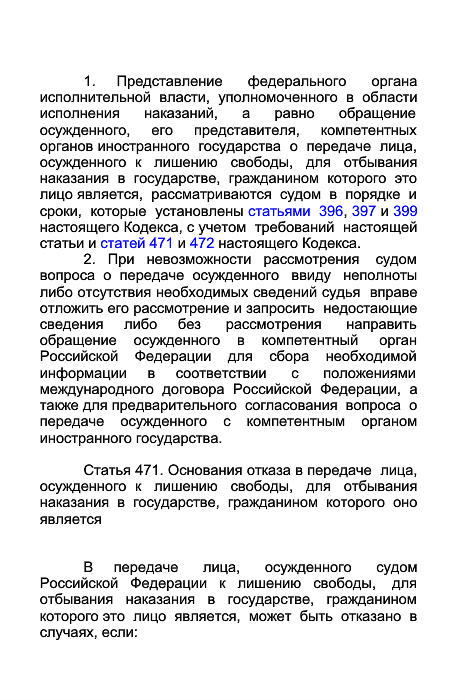 1. Представление федерального органа
исполнительной власти, уполномоченного в области
исполнения наказаний, а равно обращение
осужденного, его представителя, компетентных
органов иностранного государства о передаче лица,
осужденного к лишению свободы, для отбывания
наказания в государстве, гражданином которого это
лицо является, рассматриваются судом в порядке и
сроки, которые установлены статьями 396, 397 и 399
настоящего Кодекса, с учетом требований настоящей
статьи и статей 471 и 472 настоящего Кодекса.
2. При невозможности рассмотрения судом
вопроса о передаче осужденного ввиду неполноты
либо отсутствия необходимых сведений судья вправе
отложить его рассмотрение и запросить недостающие
сведения либо без рассмотрения направить
обращение осужденного в компетентный орган
Российской Федерации для сбора необходимой
информации в соответствии с положениями
международного договора Российской Федерации, а
также для предварительного согласования вопроса о
передаче осужденного с компетентным органом
иностранного государства.
Статья 471. Основания отказа в передаче лица,
осужденного к лишению свободы, для отбывания
наказания в государстве, гражданином которого оно
является
В передаче лица, осужденного судом
Российской Федерации к лишению свободы, для
отбывания наказания в государстве, гражданином
которого это лицо является, может быть отказано в
случаях, если: